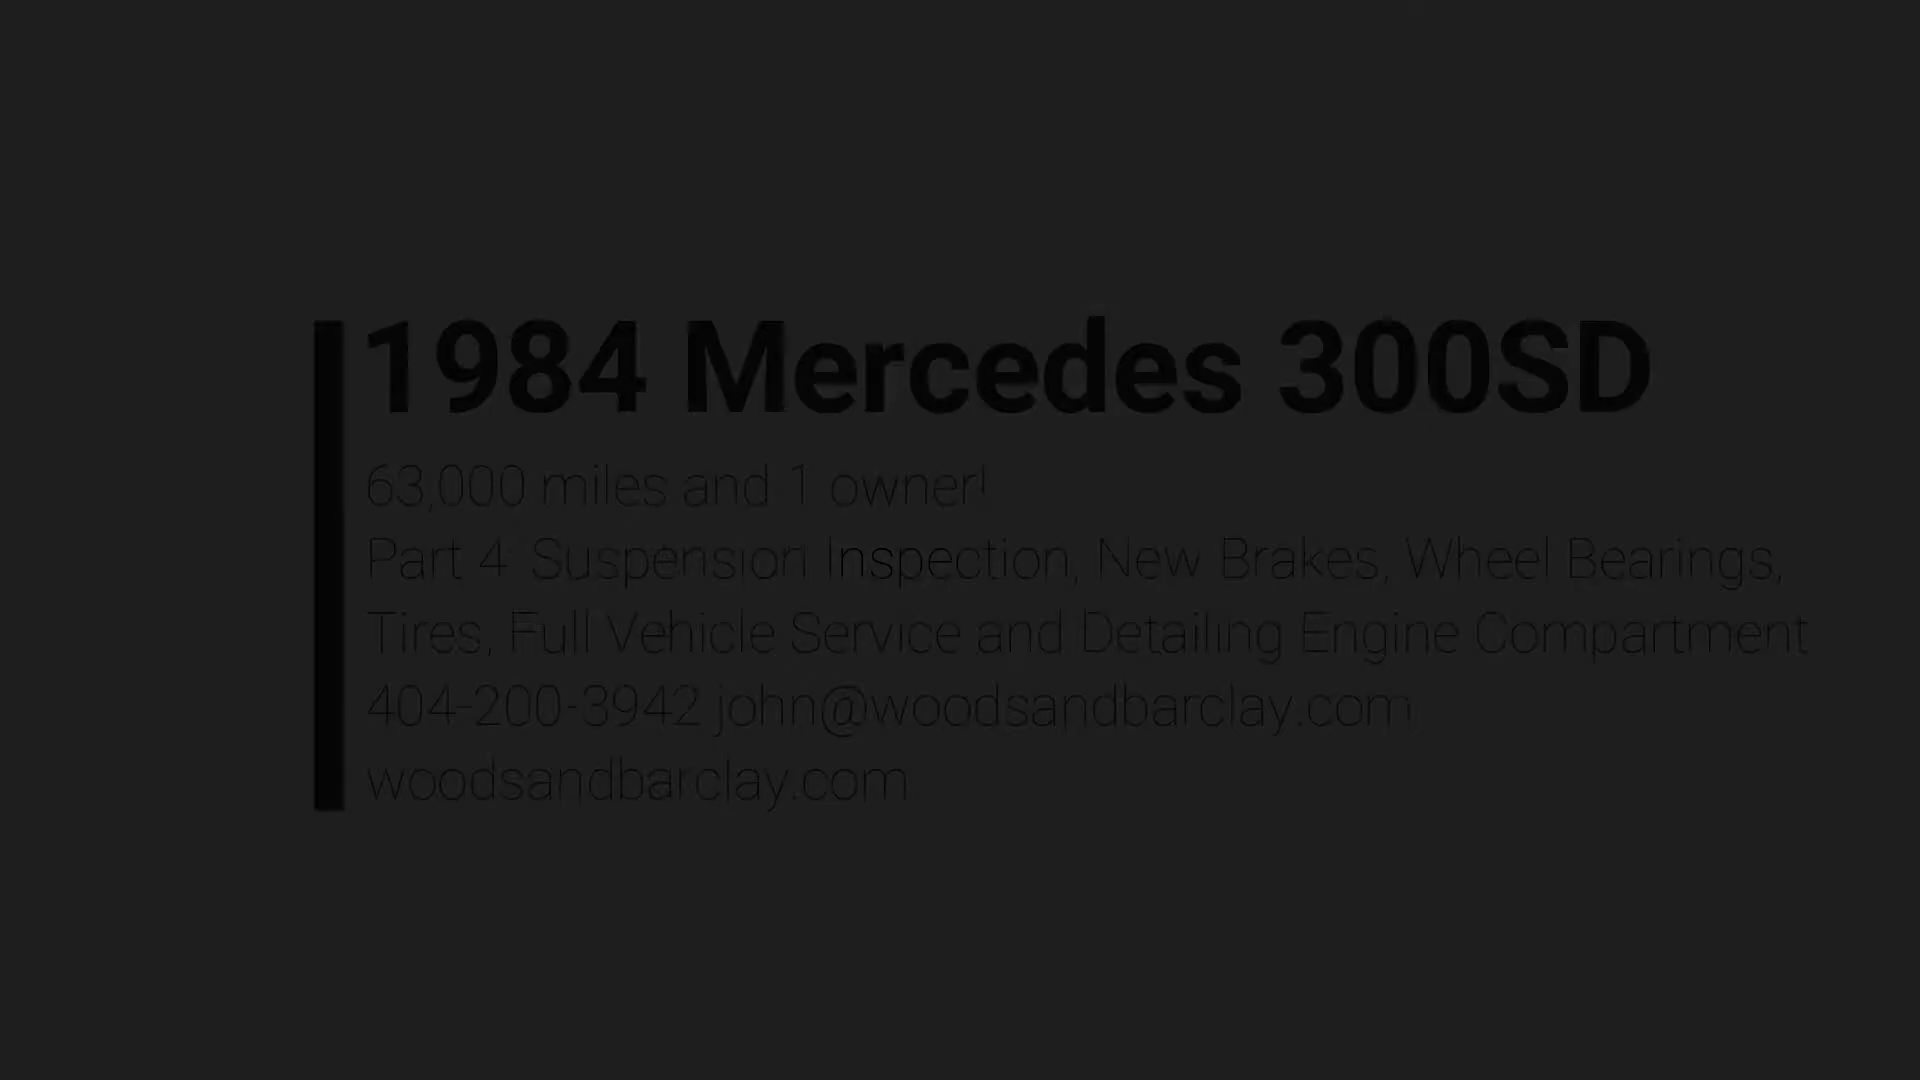 1984 Mercedes 300SD
63,000 miles and 1 owner!
Part 4: Suspension Inspection, New Brakes, Wheel Bearings,
Tires, Full Vehicle Service and Detailing Engine Compartment
404-200-3942 john@woodsandbarclay.com
woodsandbarclay.com